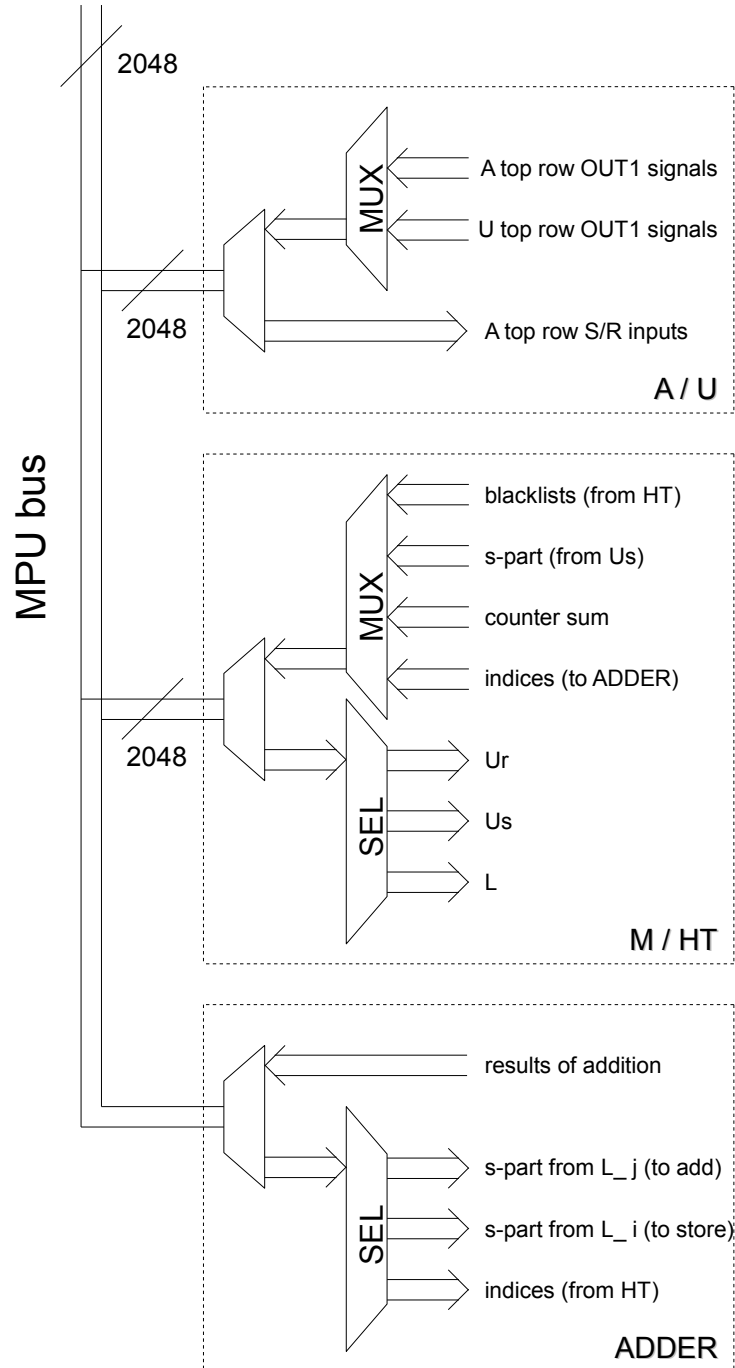 2048
MUX
A top row OUT1 signals
U top row OUT1 signals
2048
A top row S/R inputs
A / U
MPU bus
MUX
blacklists (from HT)
s-part (from Us)
counter sum
indices (to ADDER)
2048
SEL
Ur
Us
L
M / HT
results of addition
SEL
s-part from L_ j (to add)
s-part from L_ i (to store)
indices (from HT)
ADDER